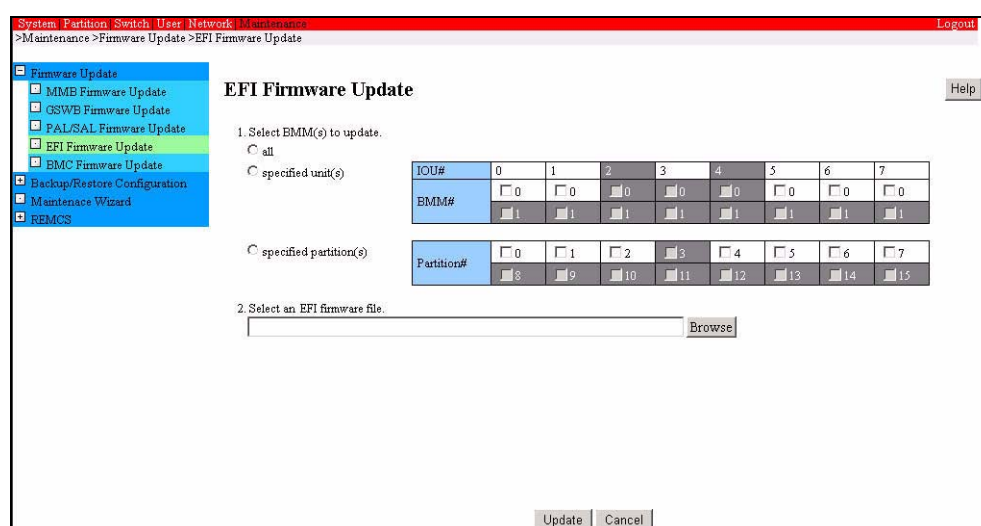 System | Partition | Switch | User | Network | Maintenance Logout
>Maintenance >Firmware Update >EFI Firmware Update
Firmware Update
MMB Firmware Update
GSWB Firmware Update
PAL/SAL Firmware Update
EFI Firmware Update
BMC Firmware Update
Backup/Restore Configuration
Maintenace Wizard
REMCS
EFI Firmware Update
Help
1. Select BMM(s) to update.
all
specified unit(s)
IOU# 0 1 2 3 4 5 6 7
BMM# 0 0 0 0 0 0 0 0
1 1 1 1 1 1 1 1
specified partition(s)
Partition# 0 1 2 3 4 5 6 7
8 9 10 11 12 13 14 15
2. Select an EFI firmware file.
Browse
Update Cancel